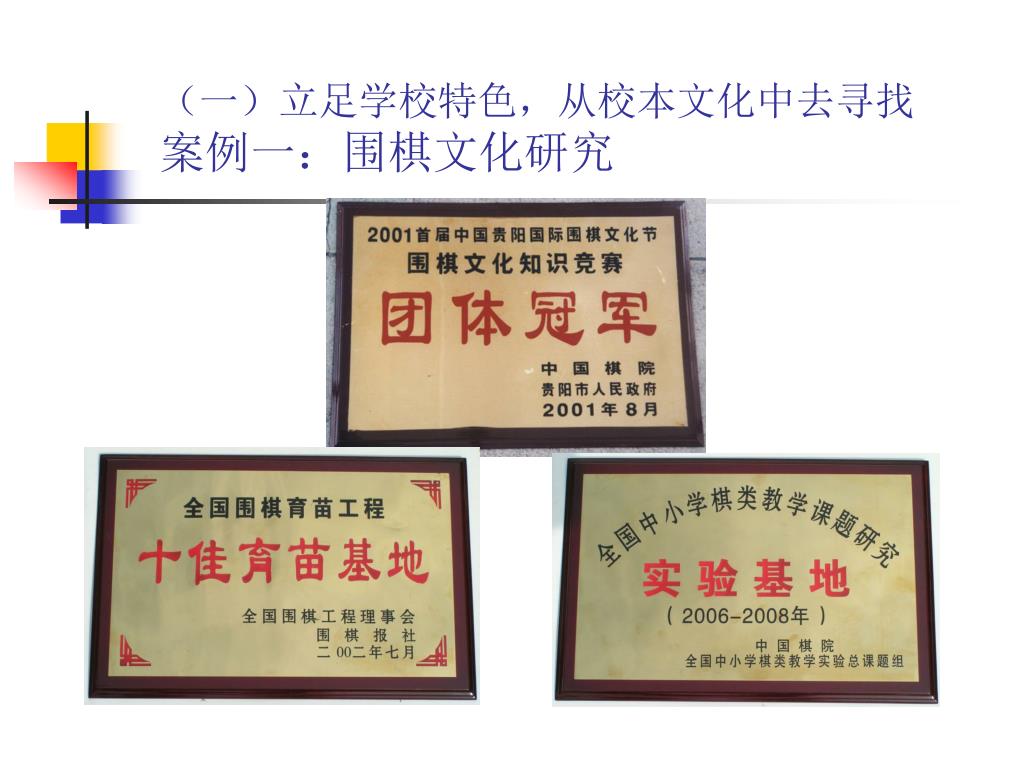 （一）立足学校特色，从校本文化中去寻找
案例一：围棋文化研究
2001首届中国贵阳国际围棋文化节
围棋文化知识竞赛
团体冠军
中国棋院
贵阳市人民政府
2001年8月
全国围棋育苗工程
十佳育苗基地
全国围棋工程理事会
围棋报社
二00二年七月
全国中小学棋类教学课题研究
实验基地
（2006-2008年）
中国棋院
全国中小学棋类教学实验总课题组